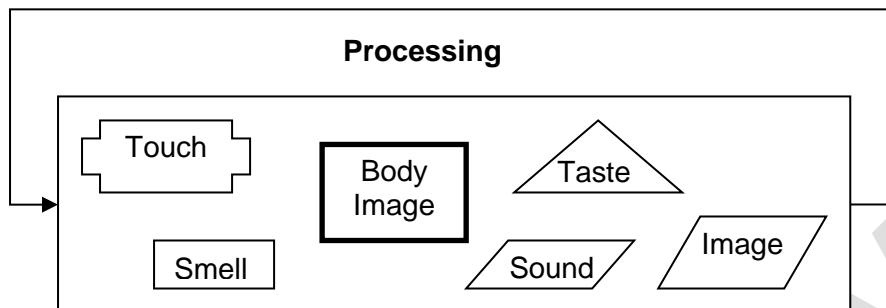 Processing
Touch
Body
Image
Taste
Smell
Sound
Image